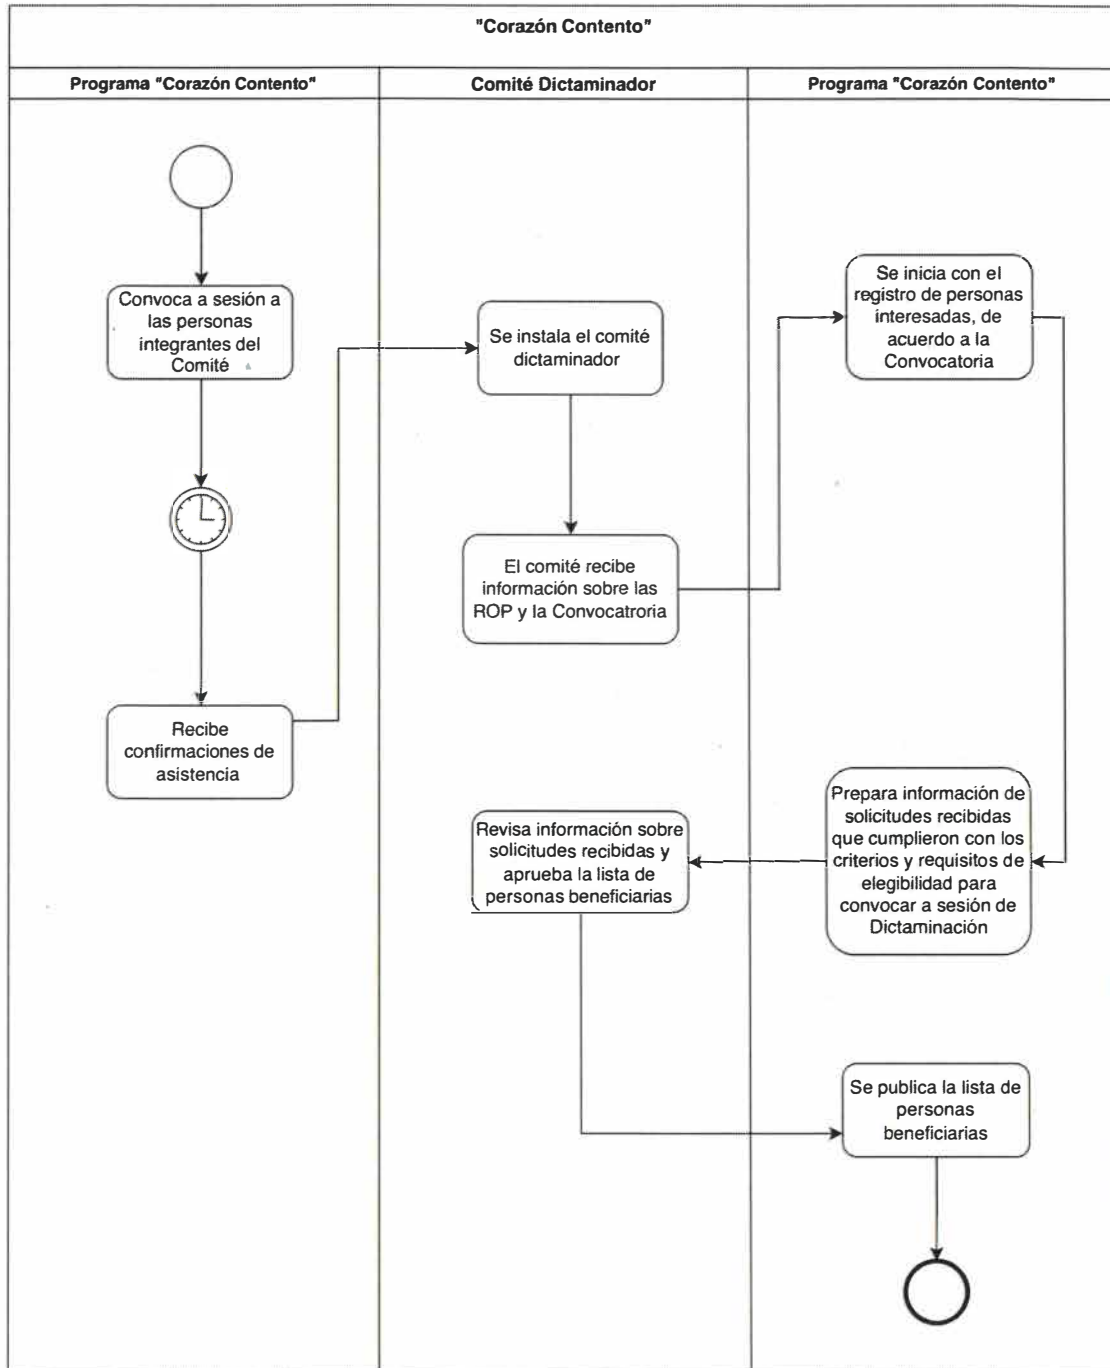 "Corazón Contento"
Programa "Corazón Contento"
Comité Dictaminador
Programa "Corazón Contento"
Convoca a sesión a
las personas
integrantes del
Comité
Recibe
confirmaciones de
asistencia
Se instala el comité
dictaminador
El comité recibe
información sobre las
ROP y la Convocatroria
Se inicia con el
registro de personas
interesadas, de
acuerdo a la
Convocatoria
Prepara información de
solicitudes recibidas
que cumplieron con los
criterios y requisitos de
elegibilidad para
convocar a sesión de
Dictaminación
Revisa información sobre
solicitudes recibidas y
aprueba la lista de
personas beneficiarias
Se publica la lista de
personas
beneficiarias